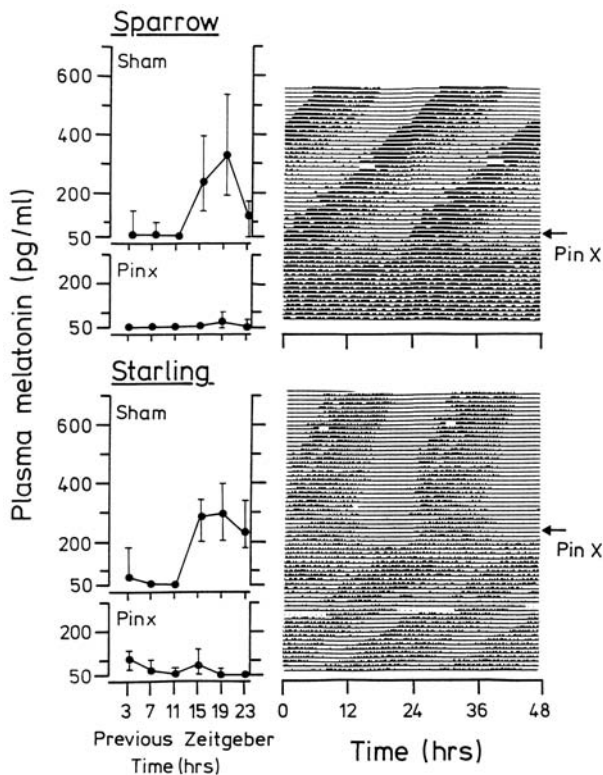 Sparrow
Sham
600
400
200
50
Pinx
200
50
Pin X
Starling
Sham
600
400
200
50
Pinx
200
50
Pin X
Plasma melatonin (pg/ml)
3 7 11 15 19 23
Previous Zeitgeber
Time (hrs)
0 12 24 36 48
Time (hrs)